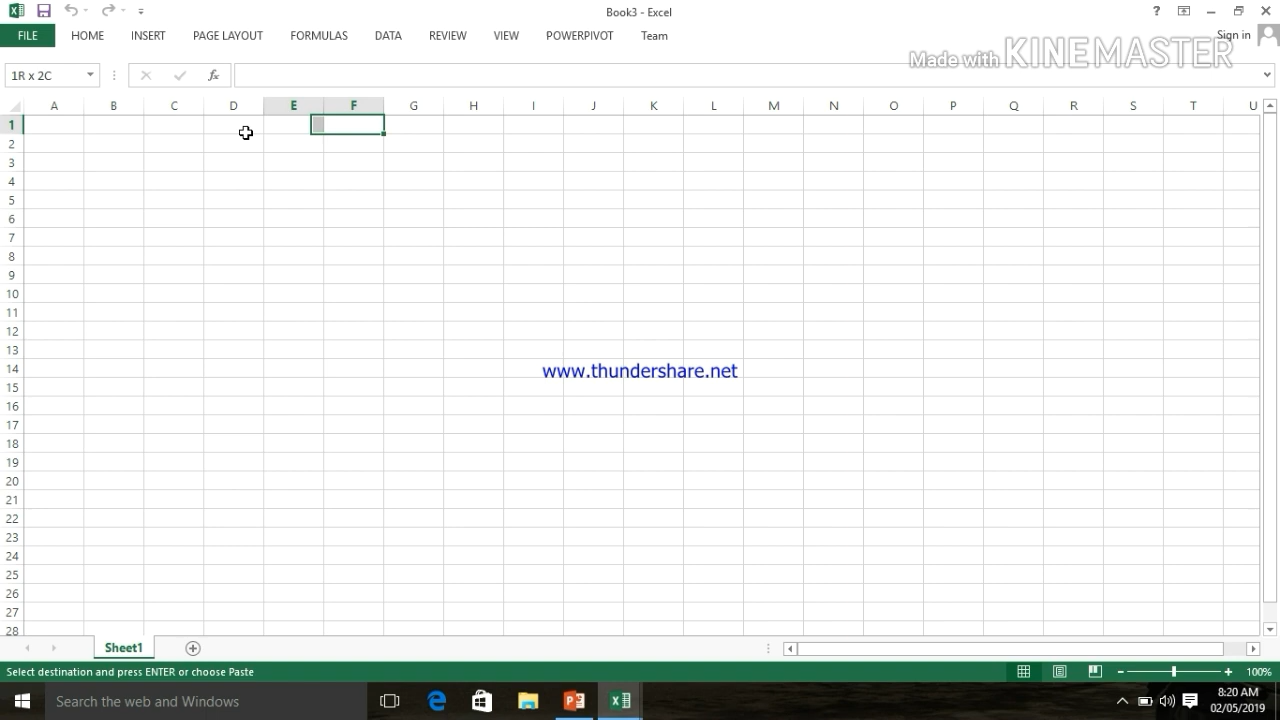 Book3 - Excel
FILE HOME INSERT PAGE LAYOUT FORMULAS DATA REVIEW VIEW POWERPIVOT Team Sign in
Made with KINEMASTER
1R x 2C fx
A B C D E F G H I J K L M N O P Q R S T U
1
2
3
4
5
6
7
8
9
10
11
12
13
14
www.thundershare.net
15
16
17
18
19
20
21
22
23
24
25
26
27
28
Sheet1
Select destination and press ENTER or choose Paste 100%
Search the web and Windows
8:20 AM
02/05/2019